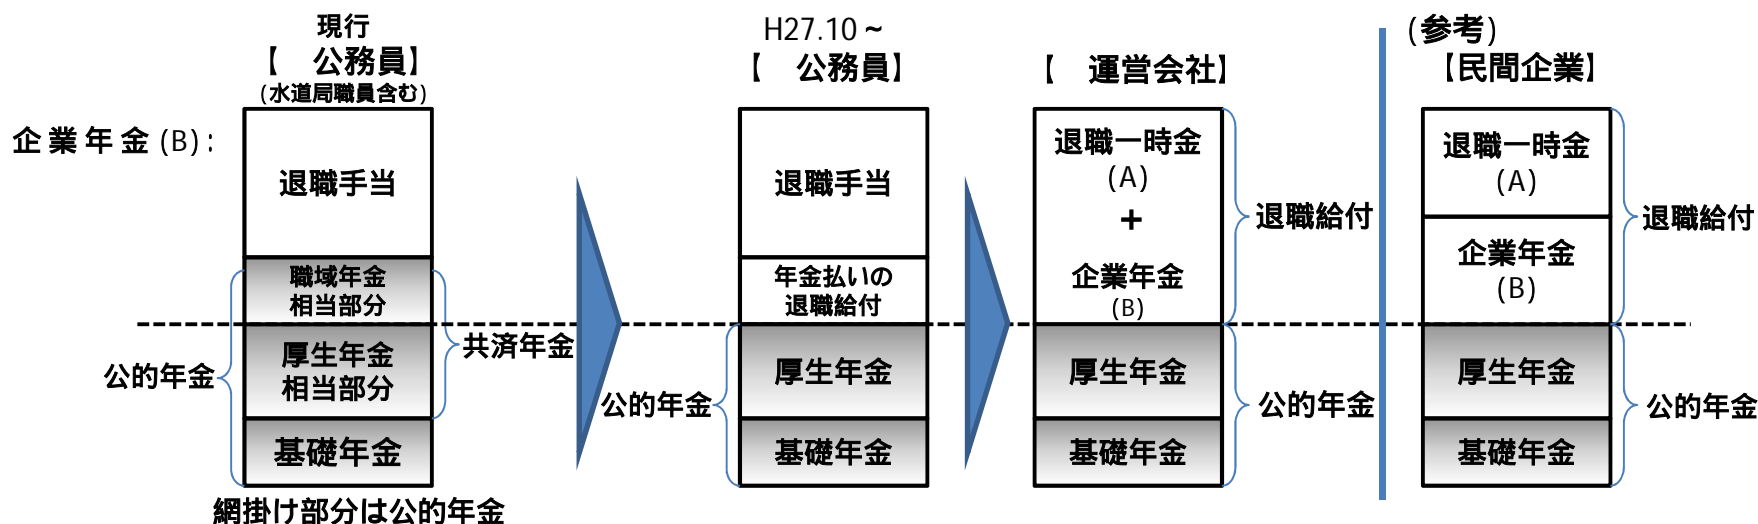 現行
【 公務員】
(水道局職員含む)
企業年金(B):
退職手当
職域年金
相当部分
厚生年金
相当部分
基礎年金
公的年金
共済年金
網掛け部分は公的年金
H27.10~
【 公務員】
退職手当
年金払いの
退職給付
厚生年金
基礎年金
公的年金
【 運営会社】
退職一時金
(A)
+
企業年金
(B)
厚生年金
基礎年金
退職給付
公的年金
(参考)
【民間企業】
退職一時金
(A)
企業年金
(B)
厚生年金
基礎年金
退職給付
公的年金